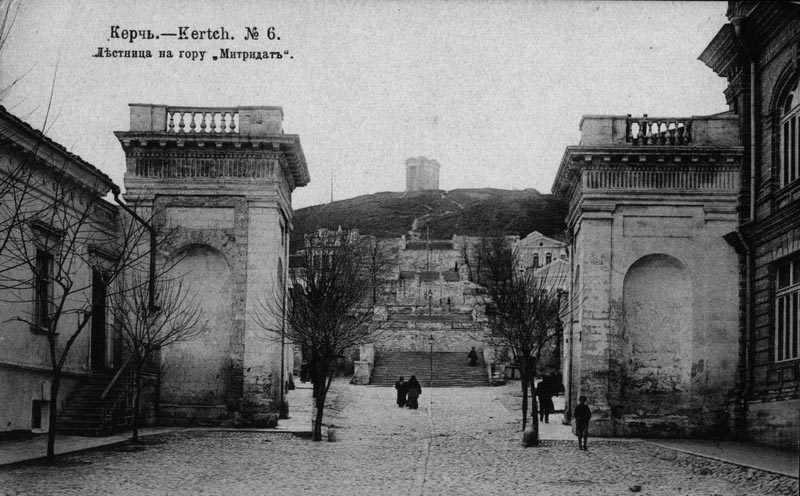 Керчь.—Kertch. № 6.
Лѣстница на гору „Митридатъ“.